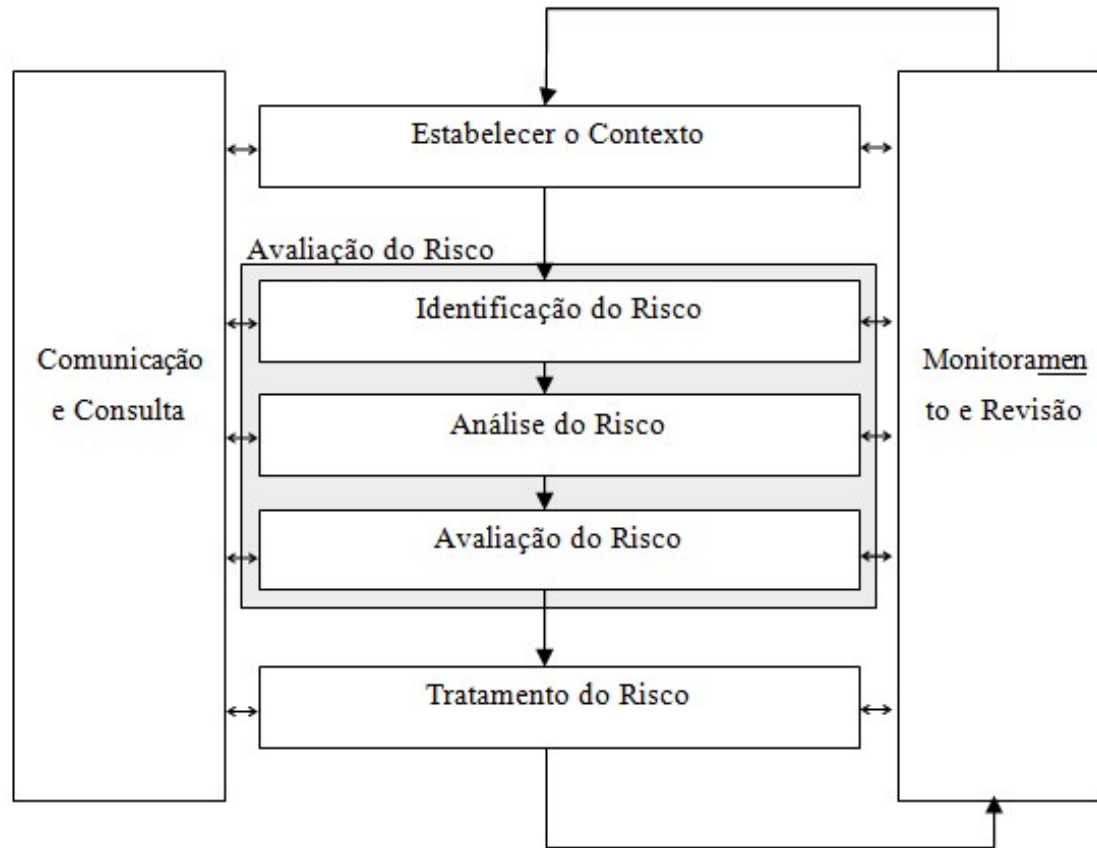 Estabelecer o Contexto
Avaliação do Risco
Identificação do Risco
Comunicação
e Consulta
Análise do Risco
Avaliação do Risco
Tratamento do Risco
Monitoramen
to e Revisão